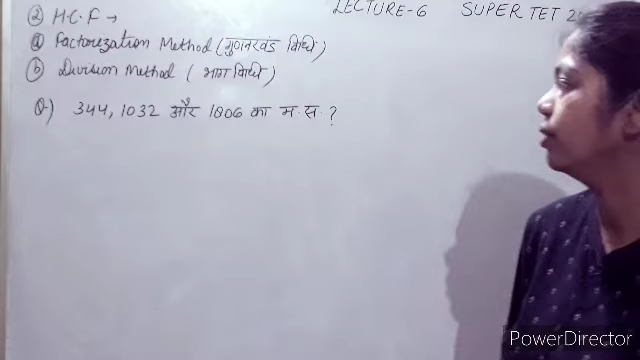 LECTURE-6 SUPER TET
② H.C.F →
ⓐ Factorization Method (गुणनखंड विधि)
ⓑ Division Method ( भाग विधि)
Q) 344, 1032 और 1806 का म.स. ?
PowerDirector